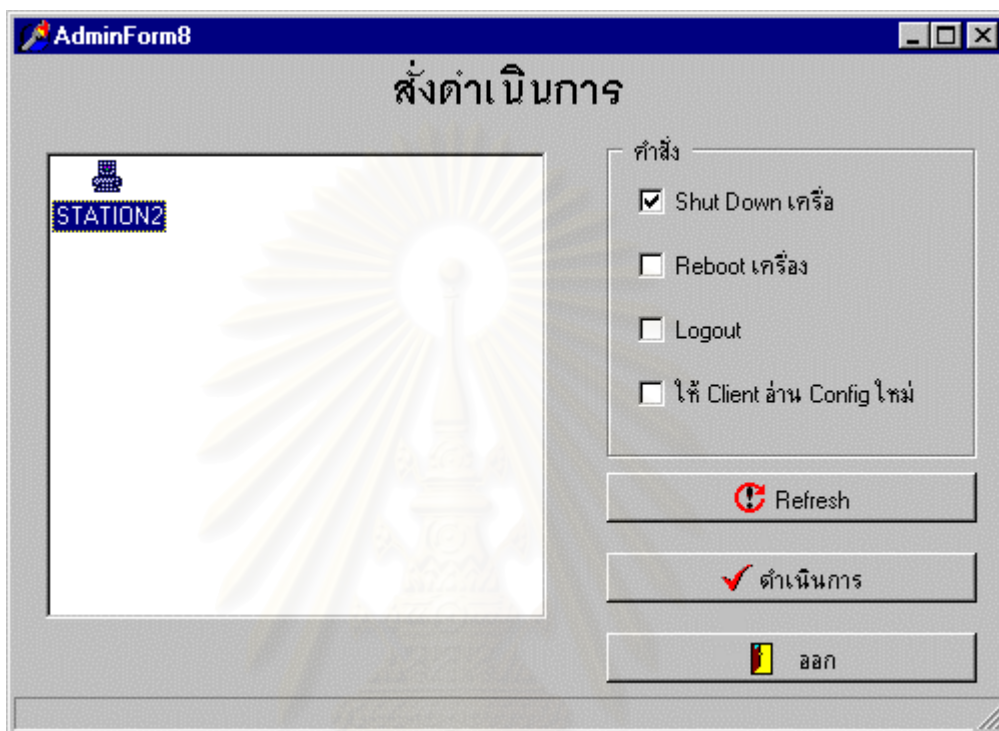 AdminForm8
สั่งดำเนินการ
STATION2
คำสั่ง
Shut Down เครื่อ
Reboot เครื่อง
Logout
ให้ Client อ่าน Config ใหม่
Refresh
ดำเนินการ
ออก